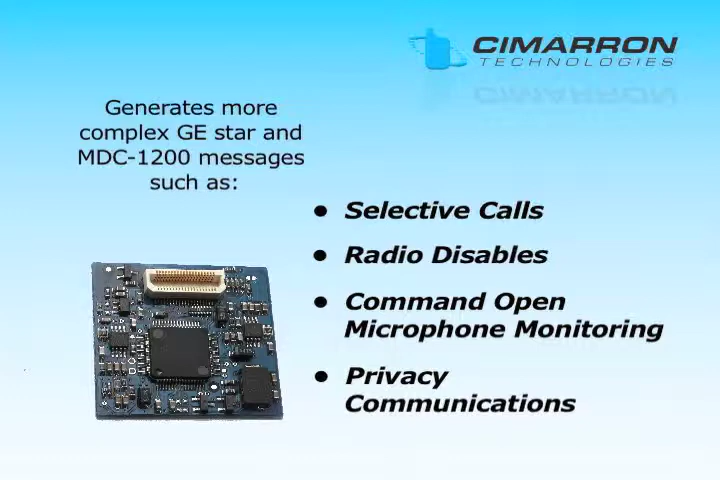 CIMARRON
TECHNOLOGIES
Generates more
complex GE star and
MDC-1200 messages
such as:
• Selective Calls
• Radio Disables
• Command Open
Microphone Monitoring
• Privacy
Communications